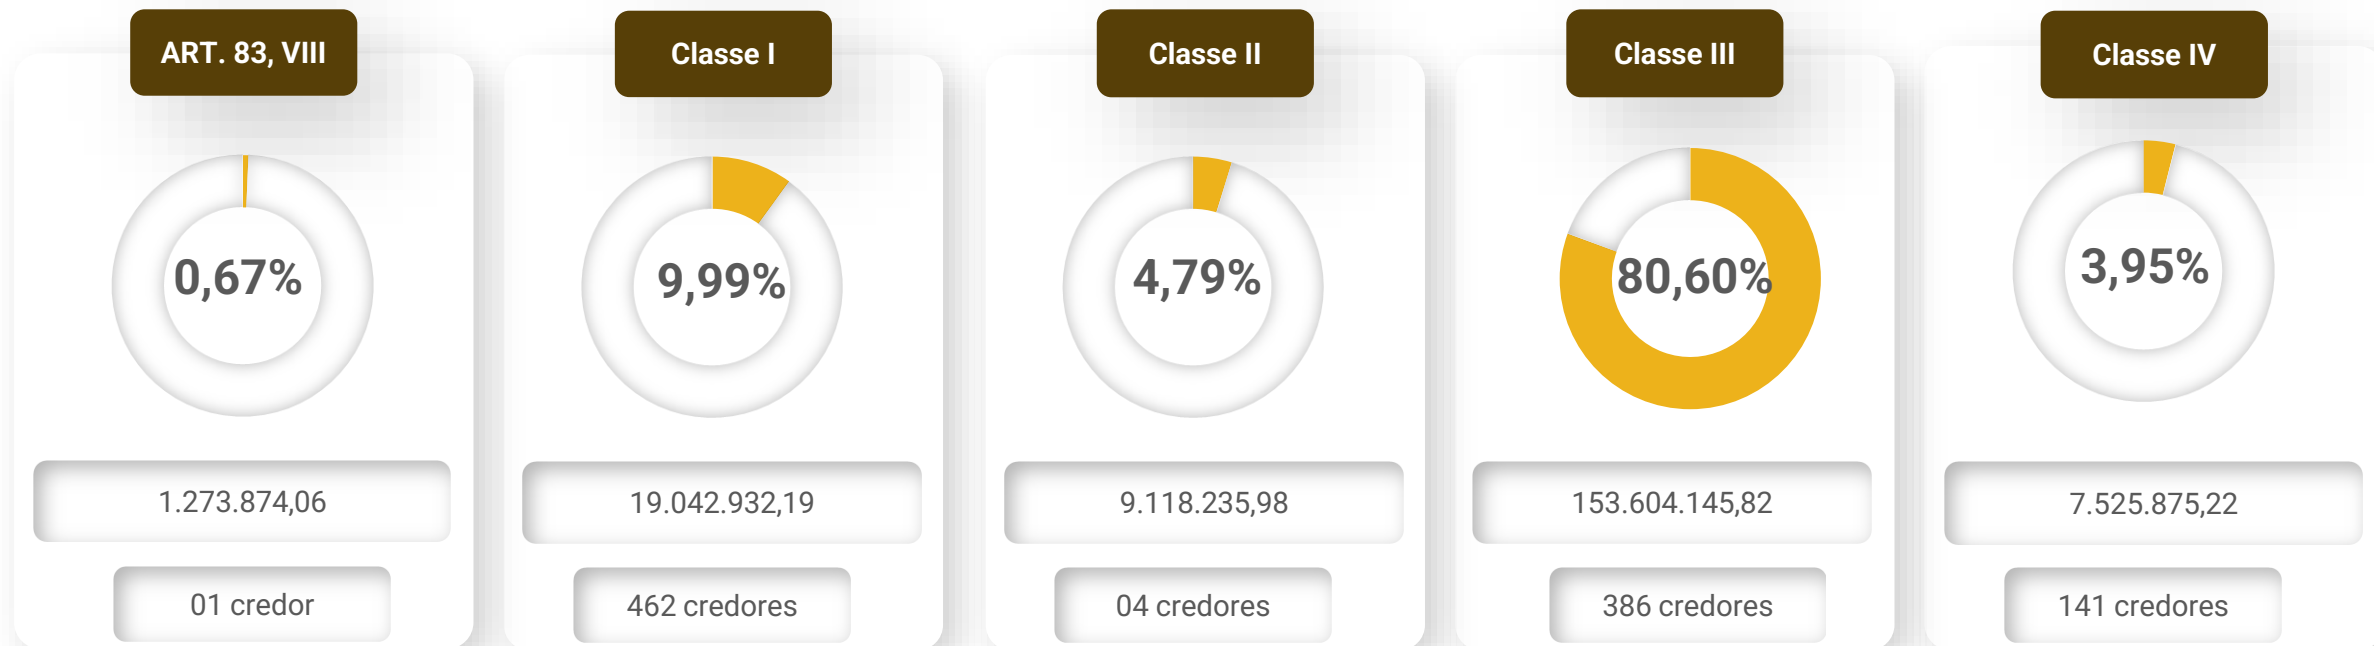 ART. 83, VIII
0,67%
1.273.874,06
01 credor
Classe I
9,99%
19.042.932,19
462 credores
Classe II
4,79%
9.118.235,98
04 credores
Classe III
80,60%
153.604.145,82
386 credores
Classe IV
3,95%
7.525.875,22
141 credores